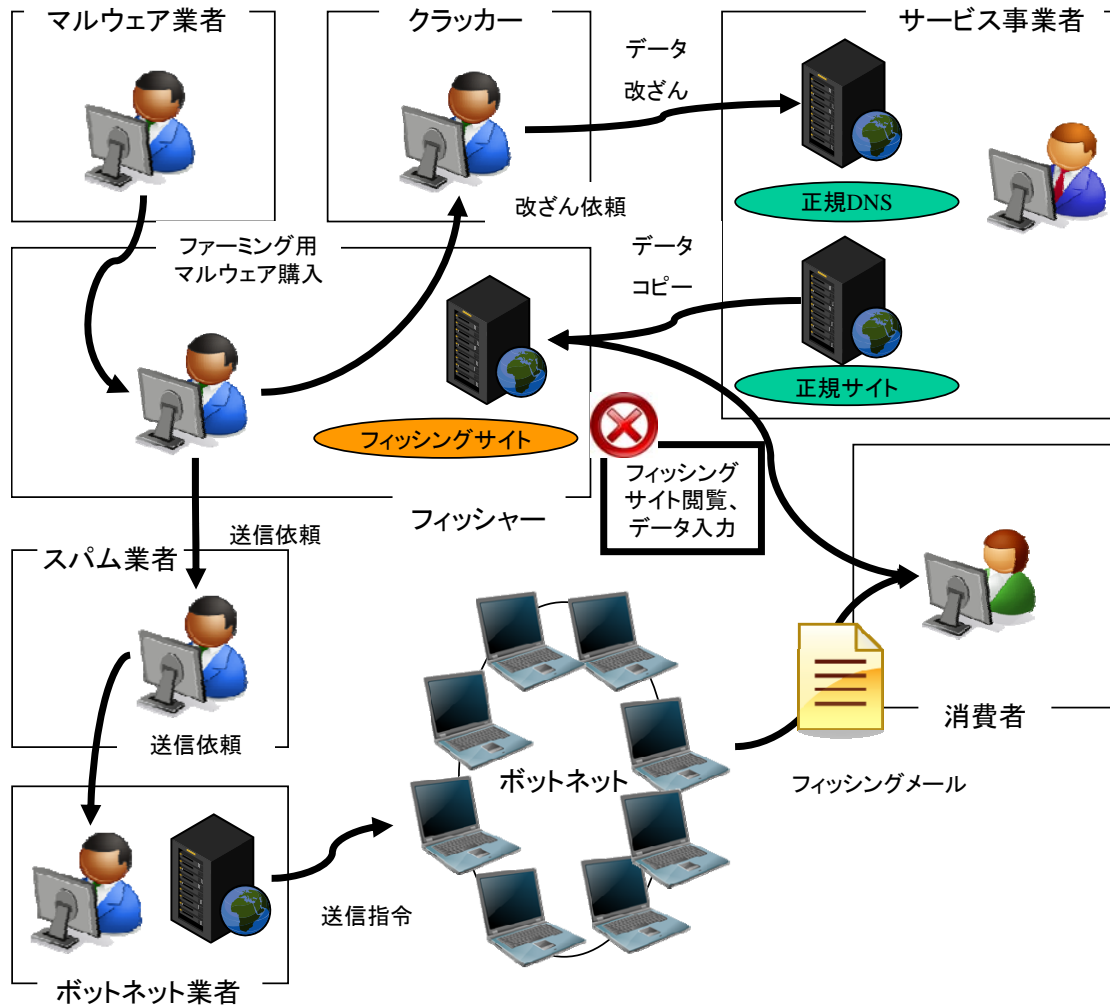 マルウェア業者
クラッカー
サービス事業者
データ
改ざん
正規DNS
改ざん依頼
ファーミング用
マルウェア購入
データ
コピー
正規サイト
フィッシングサイト
フィッシング
サイト閲覧、
データ入力
フィッシャー
送信依頼
スパム業者
送信依頼
消費者
ボットネット
フィッシングメール
送信指令
ボットネット業者